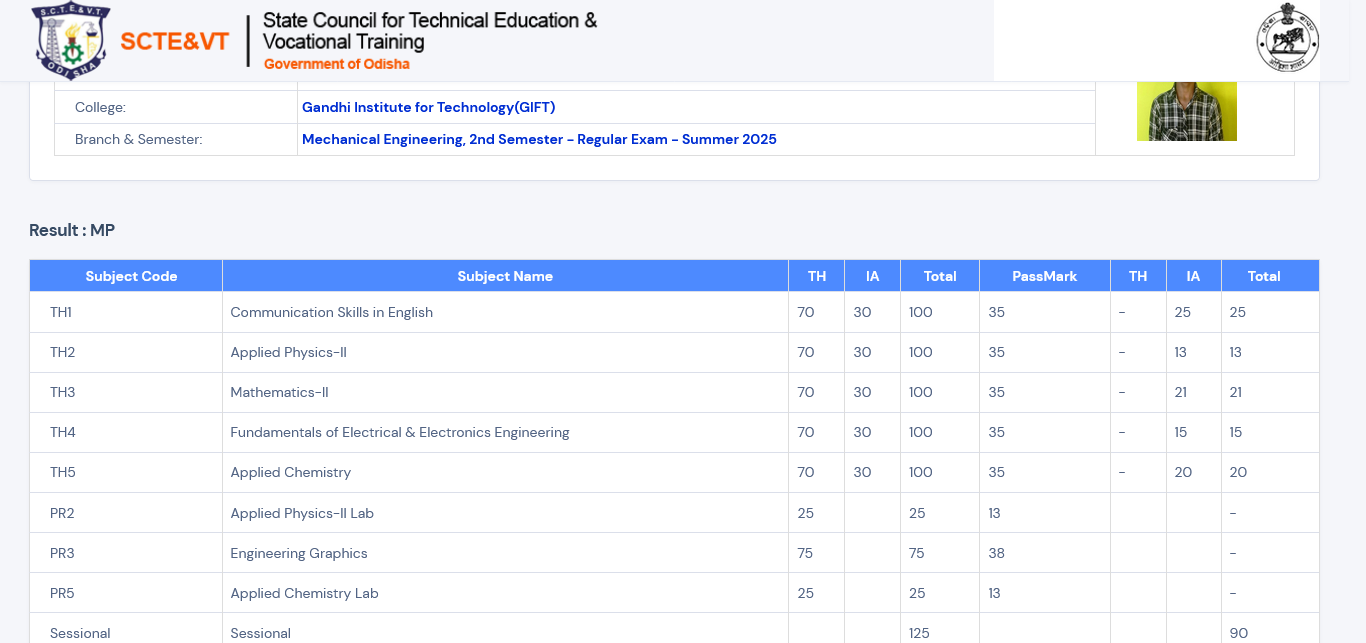 S.C.T.E.&V.T.
ODISHA
SCTE&VT
State Council for Technical Education &
Vocational Training
Government of Odisha
College: Gandhi Institute for Technology(GIFT)
Branch & Semester: Mechanical Engineering, 2nd Semester - Regular Exam - Summer 2025
Result : MP
Subject Code Subject Name TH IA Total PassMark TH IA Total
TH1 Communication Skills in English 70 30 100 35 - 25 25
TH2 Applied Physics-II 70 30 100 35 - 13 13
TH3 Mathematics-II 70 30 100 35 - 21 21
TH4 Fundamentals of Electrical & Electronics Engineering 70 30 100 35 - 15 15
TH5 Applied Chemistry 70 30 100 35 - 20 20
PR2 Applied Physics-II Lab 25 25 13 -
PR3 Engineering Graphics 75 75 38 -
PR5 Applied Chemistry Lab 25 25 13 -
Sessional Sessional 125 90